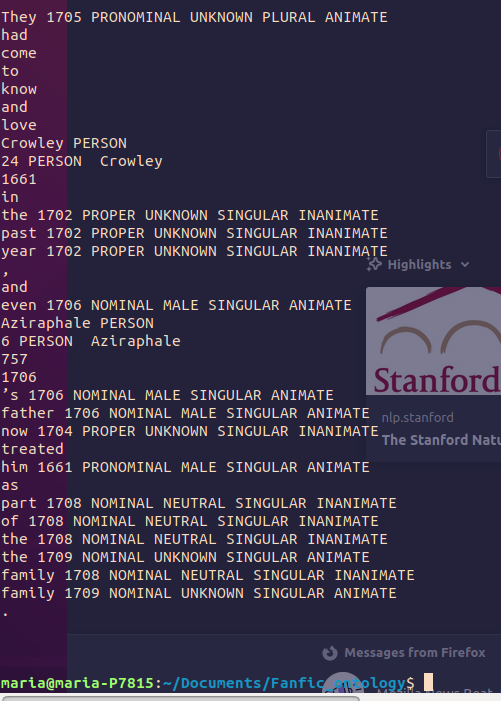 They 1705 PRONOMINAL UNKNOWN PLURAL ANIMATE
had
come
to
know
and
love
Crowley PERSON
24 PERSON  Crowley
1661
in
the 1702 PROPER UNKNOWN SINGULAR INANIMATE
past 1702 PROPER UNKNOWN SINGULAR INANIMATE
year 1702 PROPER UNKNOWN SINGULAR INANIMATE
Highlights
,
and
even 1706 NOMINAL MALE SINGULAR ANIMATE
Aziraphale PERSON
6 PERSON  Aziraphale
757
1706
Stanford
’s 1706 NOMINAL MALE SINGULAR ANIMATE
father 1706 NOMINAL MALE SINGULAR ANIMATE
nlp.stanford
now 1704 PROPER UNKNOWN SINGULAR INANIMATE
The Stanford Natu
treated
him 1661 PRONOMINAL MALE SINGULAR ANIMATE
as
part 1708 NOMINAL NEUTRAL SINGULAR INANIMATE
of 1708 NOMINAL NEUTRAL SINGULAR INANIMATE
the 1708 NOMINAL NEUTRAL SINGULAR INANIMATE
the 1709 NOMINAL UNKNOWN SINGULAR ANIMATE
family 1708 NOMINAL NEUTRAL SINGULAR INANIMATE
family 1709 NOMINAL UNKNOWN SINGULAR ANIMATE
.
Messages from Firefox
maria@maria-P7815:~/Documents/Fanfic_ontology$